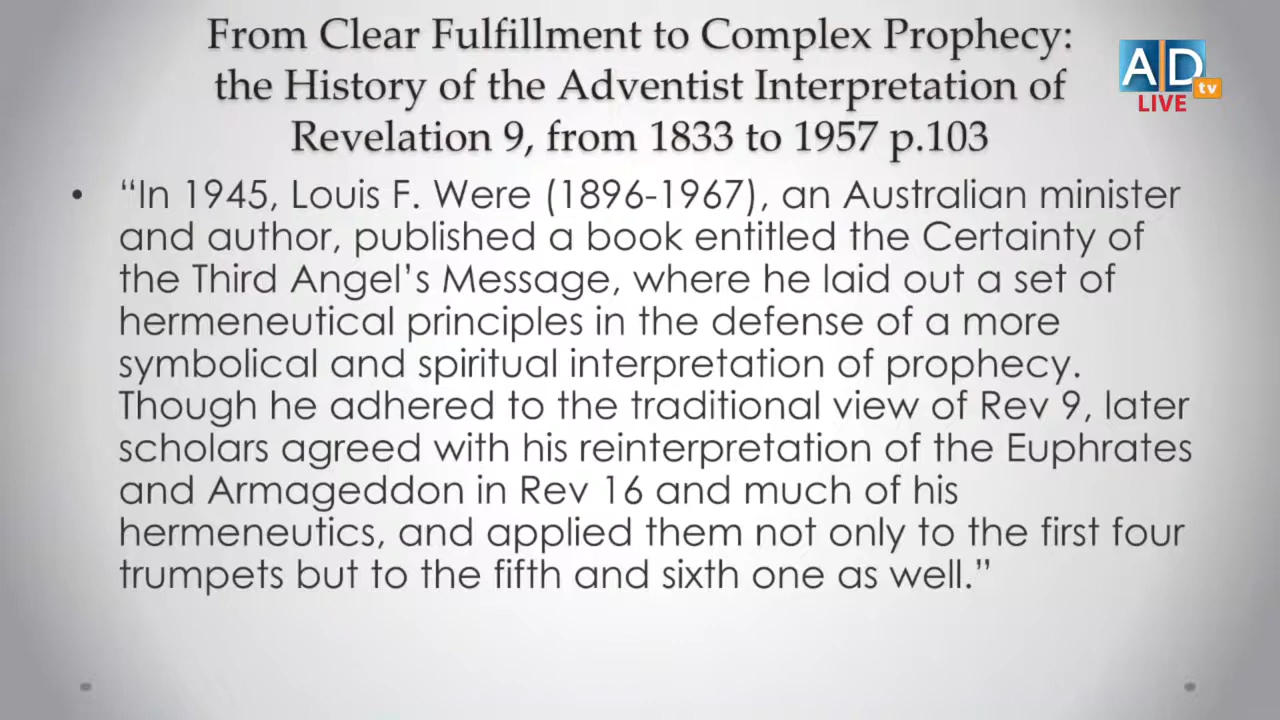 From Clear Fulfillment to Complex Prophecy:
the History of the Adventist Interpretation of
Revelation 9, from 1833 to 1957 p.103
AD
tv
LIVE
• “In 1945, Louis F. Were (1896-1967), an Australian minister
and author, published a book entitled the Certainty of
the Third Angel’s Message, where he laid out a set of
hermeneutical principles in the defense of a more
symbolical and spiritual interpretation of prophecy.
Though he adhered to the traditional view of Rev 9, later
scholars agreed with his reinterpretation of the Euphrates
and Armageddon in Rev 16 and much of his
hermeneutics, and applied them not only to the first four
trumpets but to the fifth and sixth one as well.”